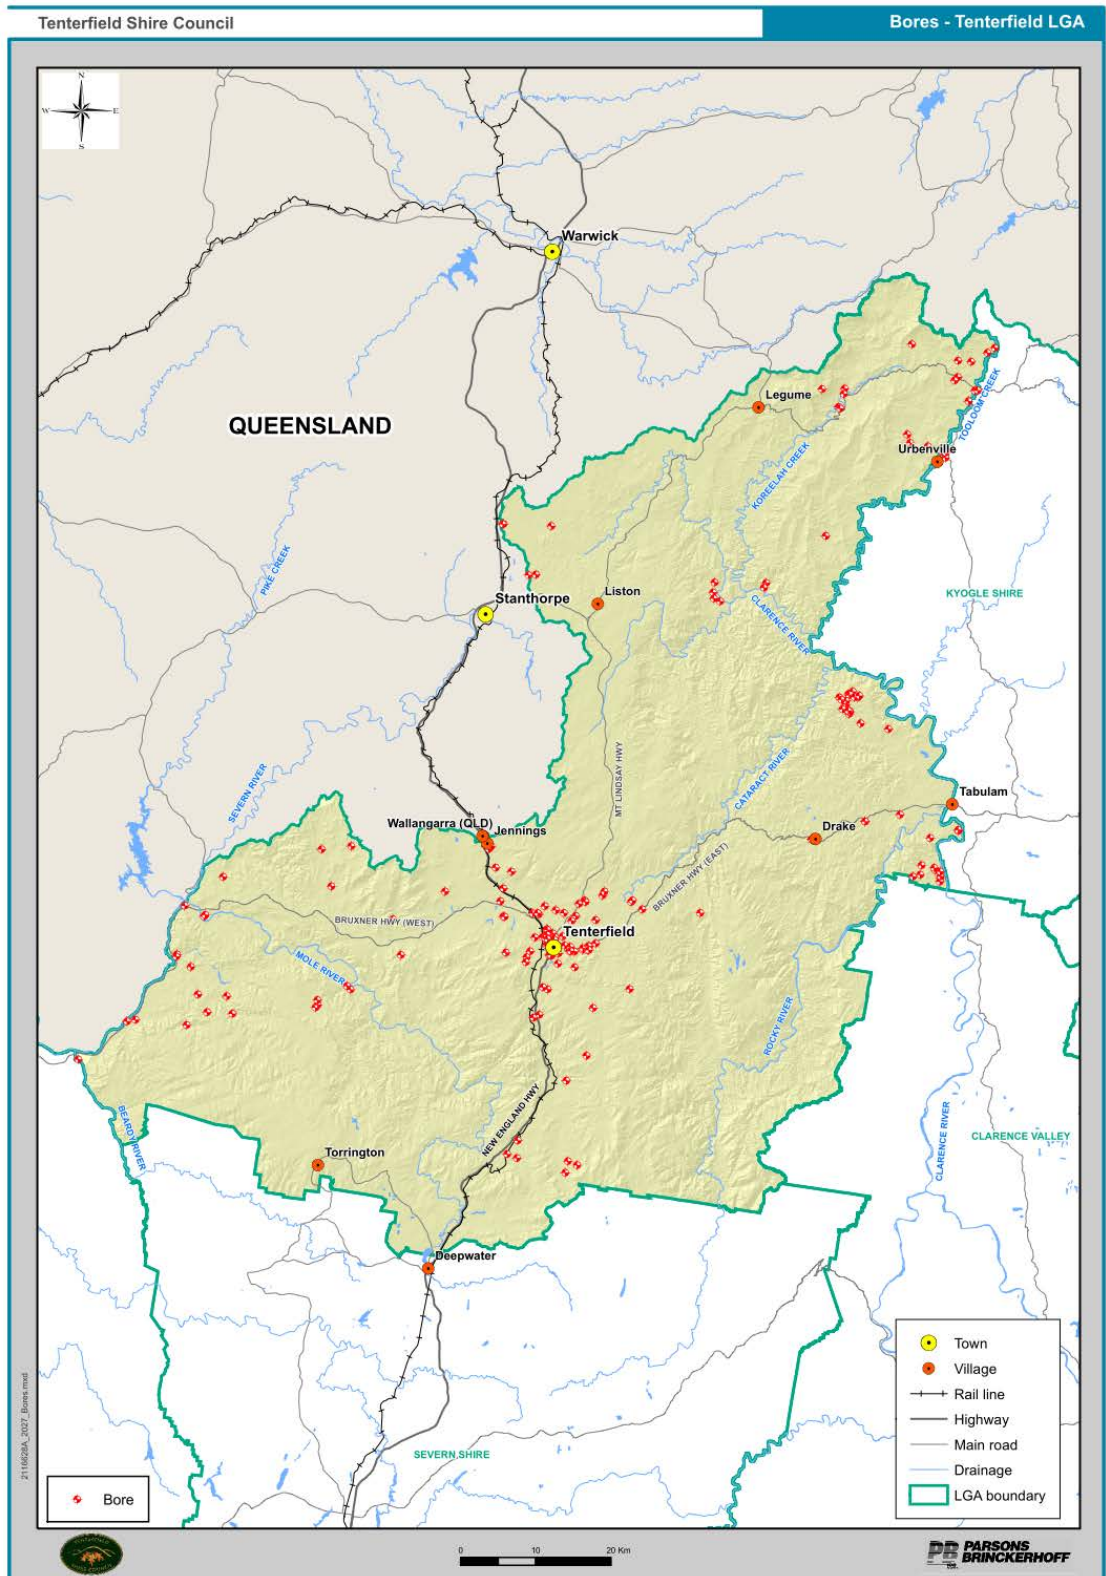 Tenterfield Shire Council
Bores - Tenterfield LGA
N
W
E
S
Warwick
QUEENSLAND
Legume
TOOLOOM CREEK
Urbenville
KOREELAH CREEK
PIKE CREEK
Stanthorpe
Liston
KYOGLE SHIRE
CLARENCE RIVER
MT LINDSAY HWY
CATARACT RIVER
SEVERN RIVER
Tabulam
Wallangarra (QLD)
Jennings
Drake
BRUXNER HWY (EAST)
BRUXNER HWY (WEST)
Tenterfield
MOLE RIVER
ROCKY RIVER
NEW ENGLAND HWY
BEARDY RIVER
CLARENCE RIVER
CLARENCE VALLEY
Torrington
Deepwater
SEVERN SHIRE
Town
Village
Rail line
Highway
Main road
Drainage
LGA boundary
Bore
2116628A_2027_Bores.mxd
0 10 20 Km
PB PARSONS
BRINCKERHOFF